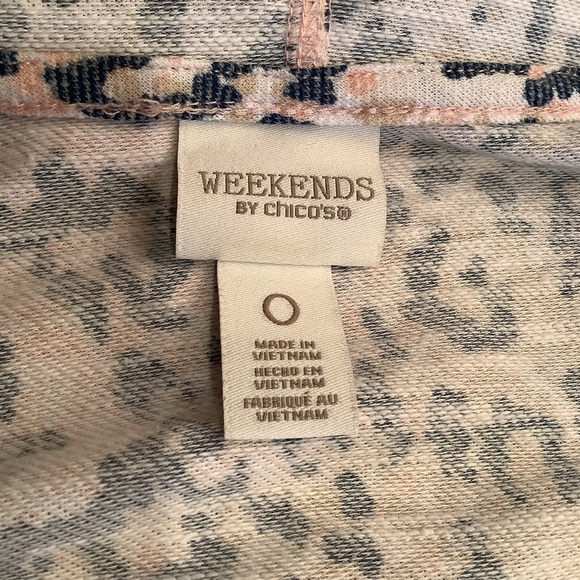 WEEKENDS
BY chico's®
0
MADE IN
VIETNAM
HECHO EN
VIETNAM
FABRIQUÉ AU
VIETNAM